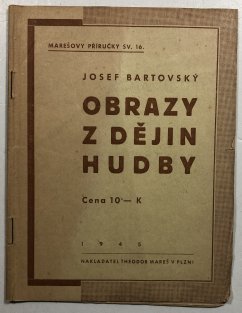 MAREŠOVY PŘÍRUČKY SV. 16.
JOSEF BARTOVSKÝ
OBRAZY
Z DĚJIN
HUDBY
Cena 10·— K
1945
NAKLADATEL THEODOR MAREŠ V PLZNI